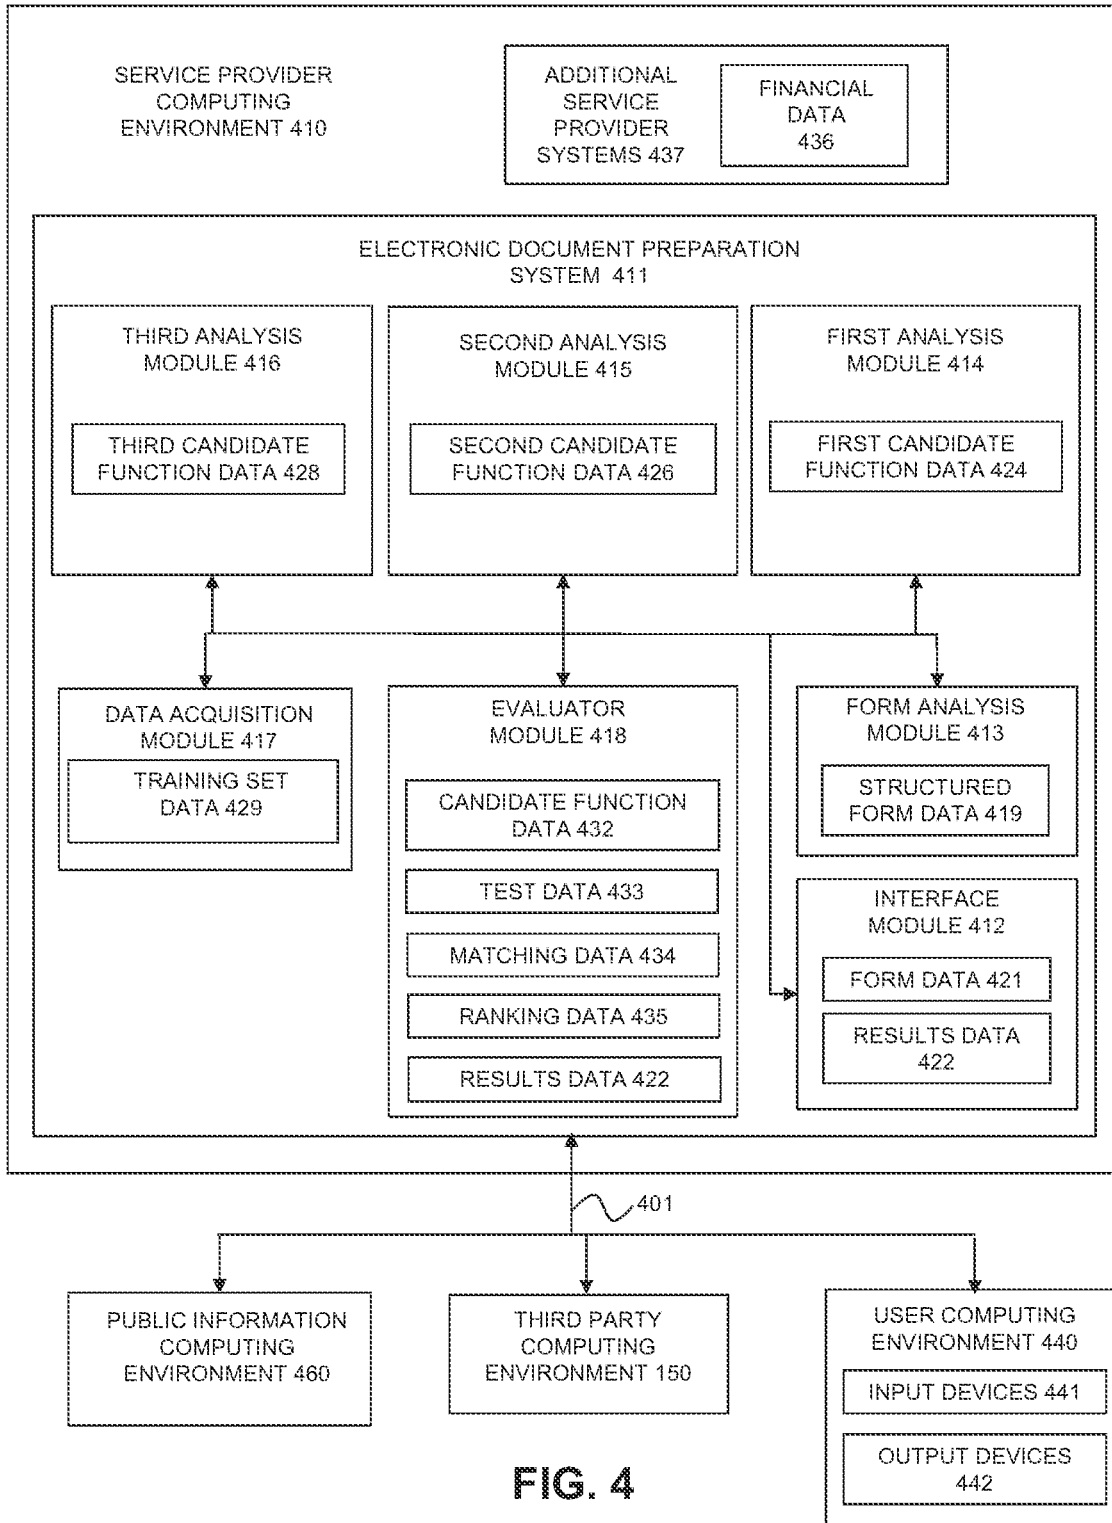 SERVICE PROVIDER
COMPUTING
ENVIRONMENT 410
ADDITIONAL
SERVICE
PROVIDER
SYSTEMS 437
FINANCIAL
DATA
436
ELECTRONIC DOCUMENT PREPARATION
SYSTEM 411
THIRD ANALYSIS
MODULE 416
THIRD CANDIDATE
FUNCTION DATA 428
SECOND ANALYSIS
MODULE 415
SECOND CANDIDATE
FUNCTION DATA 426
FIRST ANALYSIS
MODULE 414
FIRST CANDIDATE
FUNCTION DATA 424
DATA ACQUISITION
MODULE 417
TRAINING SET
DATA 429
EVALUATOR
MODULE 418
CANDIDATE FUNCTION
DATA 432
TEST DATA 433
MATCHING DATA 434
RANKING DATA 435
RESULTS DATA 422
FORM ANALYSIS
MODULE 413
STRUCTURED
FORM DATA 419
INTERFACE
MODULE 412
FORM DATA 421
RESULTS DATA
422
401
PUBLIC INFORMATION
COMPUTING
ENVIRONMENT 460
THIRD PARTY
COMPUTING
ENVIRONMENT 150
USER COMPUTING
ENVIRONMENT 440
INPUT DEVICES 441
OUTPUT DEVICES
442
FIG. 4